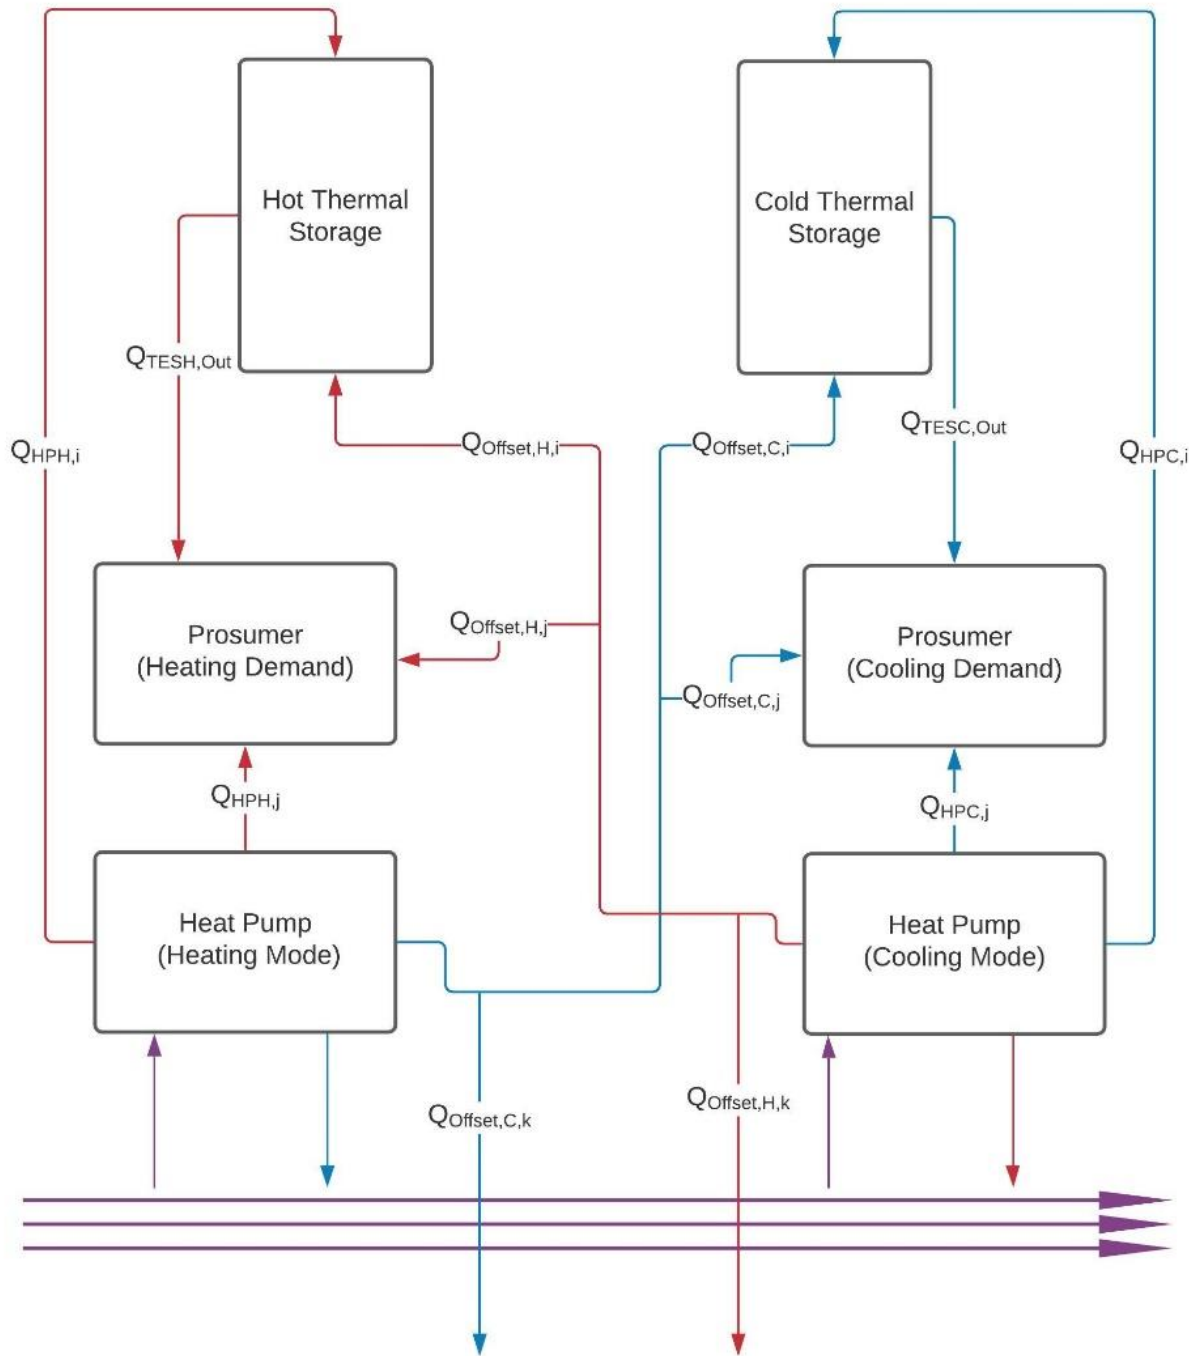 Hot Thermal
Storage
Cold Thermal
Storage
QTESH,Out
QTESC,Out
QHPH,i
QOffset,H,i
QOffset,C,i
QHPC,i
Prosumer
(Heating Demand)
QOffset,H,j
Prosumer
(Cooling Demand)
QOffset,C,j
QHPH,j
QHPC,j
Heat Pump
(Heating Mode)
Heat Pump
(Cooling Mode)
QOffset,C,k
QOffset,H,k